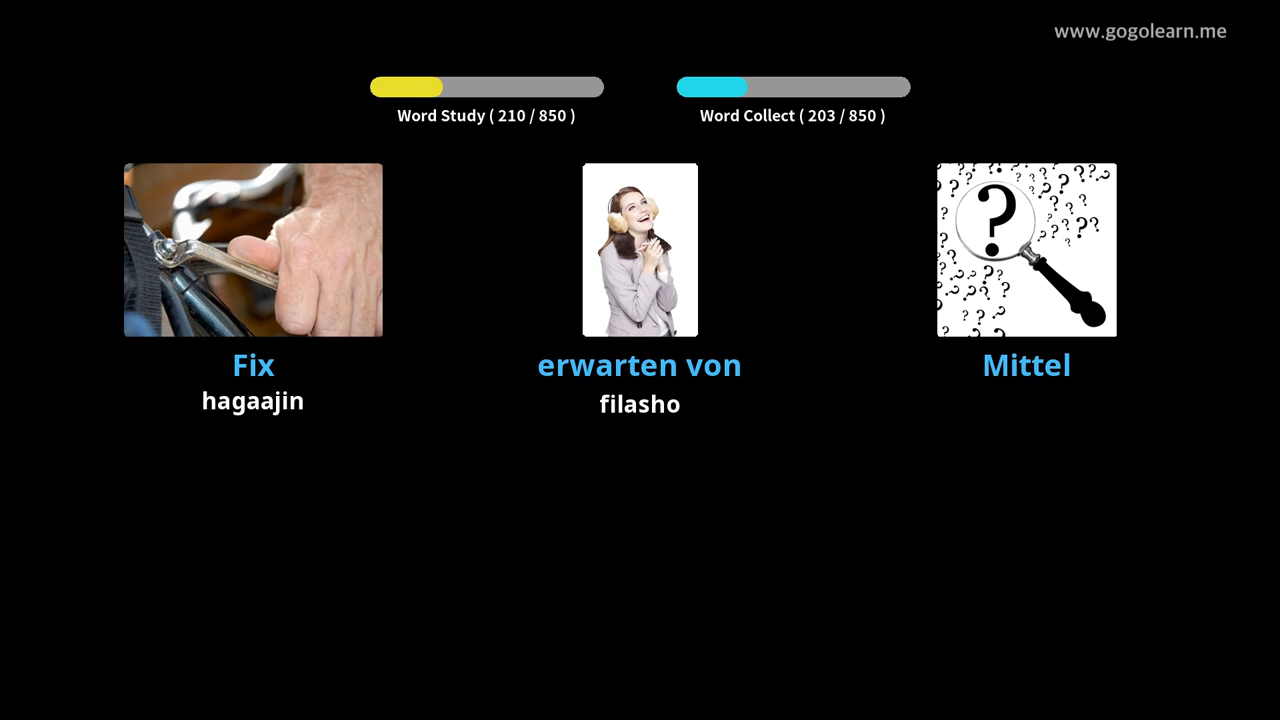 www.gogolearn.me
Word Study ( 210 / 850 )
Word Collect ( 203 / 850 )
Fix
hagaajin
erwarten von
filasho
Mittel